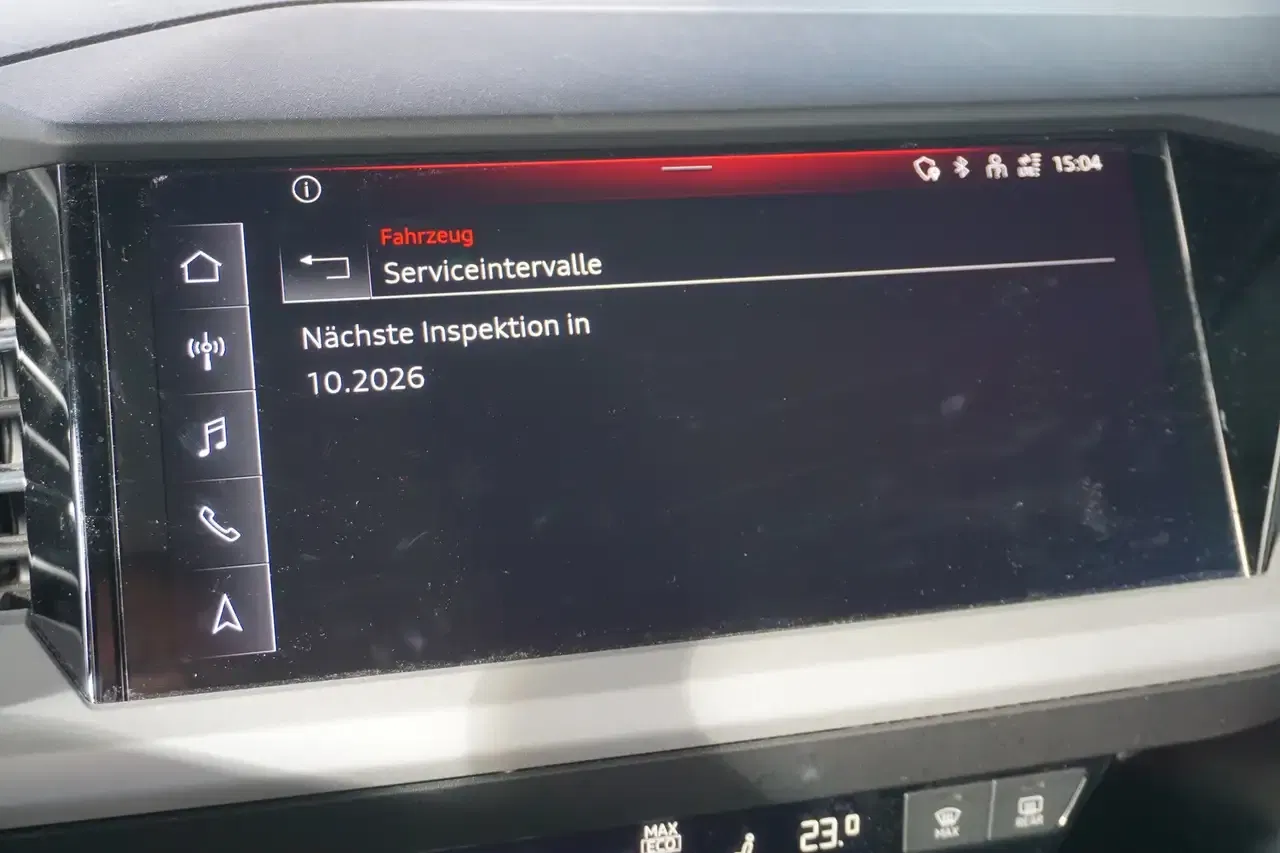 15:04
Fahrzeug
Serviceintervalle
Nächste Inspektion in
10.2026
MAX
ECO
23.0
MAX
REAR